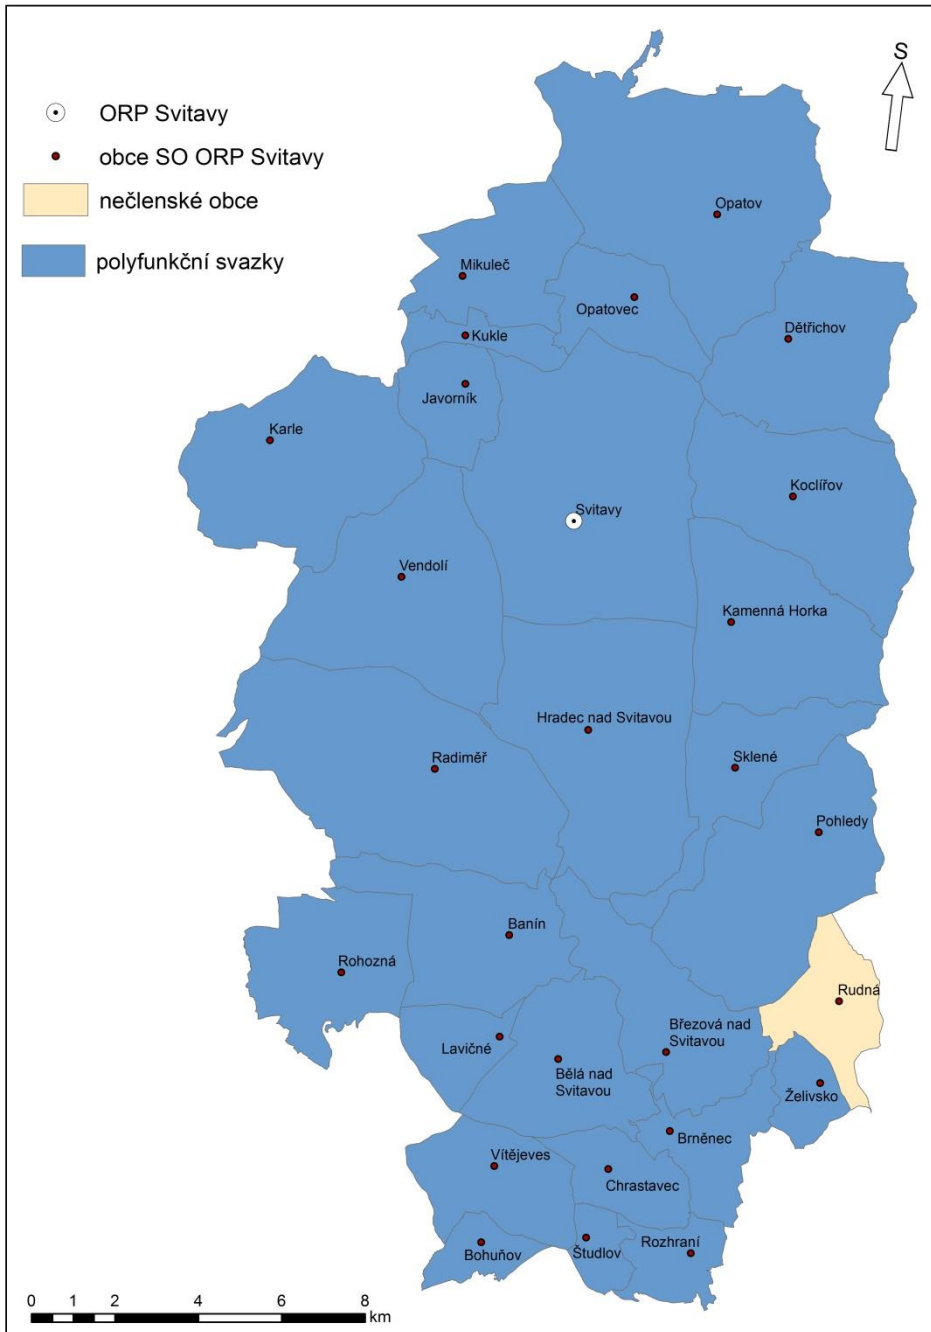 S
ORP Svitavy
obce SO ORP Svitavy
nečlenské obce
polyfunkční svazky
Opatov
Mikuleč
Opatovec
Dětřichov
Kukle
Javorník
Karle
Koclířov
Svitavy
Vendolí
Kamenná Horka
Hradec nad Svitavou
Radiměř
Sklené
Pohledy
Banín
Rohozná
Rudná
Březová nad
Svitavou
Lavičné
Bělá nad
Svitavou
Želivsko
Brněnec
Vítějeves
Chrastavec
Rozhraní
Bohuňov
Študlov
0 1 2 4 6 8
km